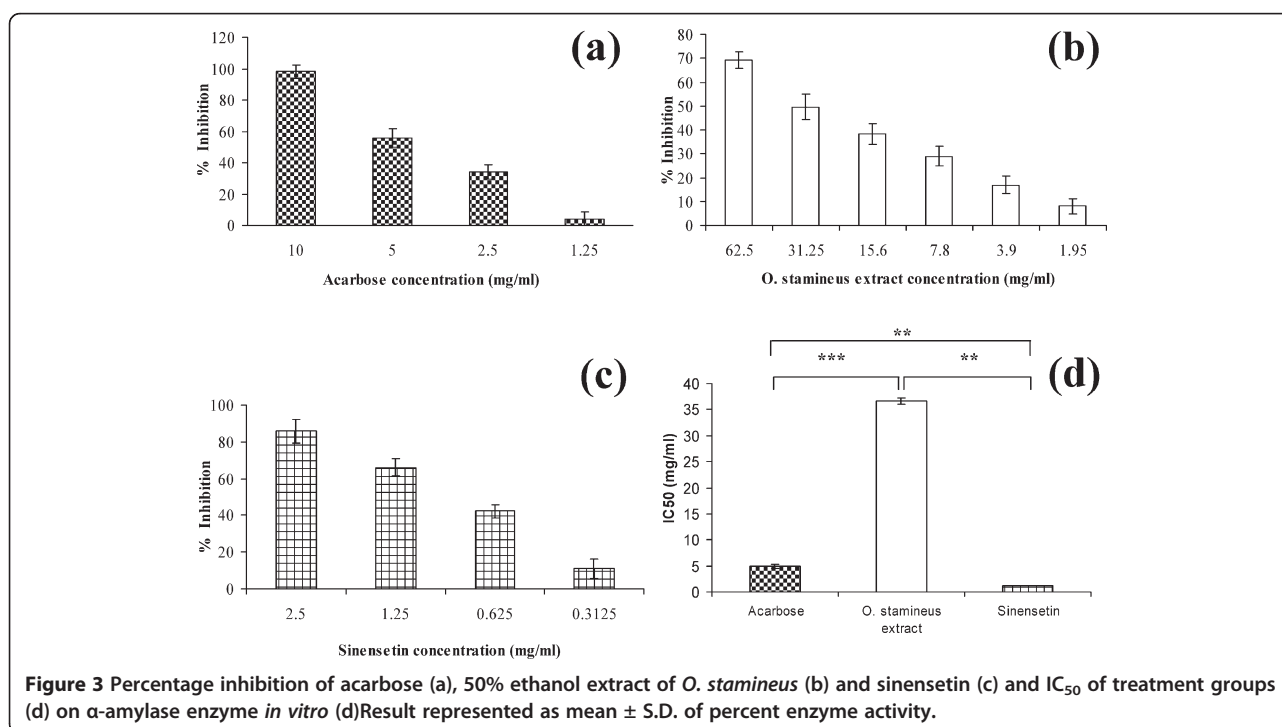 (a)
120
100
80
60
40
20
0
% Inhibition
10 5 2.5 1.25
Acarbose concentration (mg/ml)
(b)
80
70
60
50
40
30
20
10
0
% Inhibition
62.5 31.25 15.6 7.8 3.9 1.95
O. stamineus extract concentration (mg/ml)
(c)
100
80
60
40
20
0
% Inhibition
2.5 1.25 0.625 0.3125
Sinensetin concentration (mg/ml)
**
*** **
(d)
40
35
30
25
20
15
10
5
0
IC50 (mg/ml)
Acarbose O. stamineus Sinensetin
extract
Figure 3 Percentage inhibition of acarbose (a), 50% ethanol extract of O. stamineus (b) and sinensetin (c) and IC50 of treatment groups
(d) on α-amylase enzyme in vitro (d)Result represented as mean ± S.D. of percent enzyme activity.